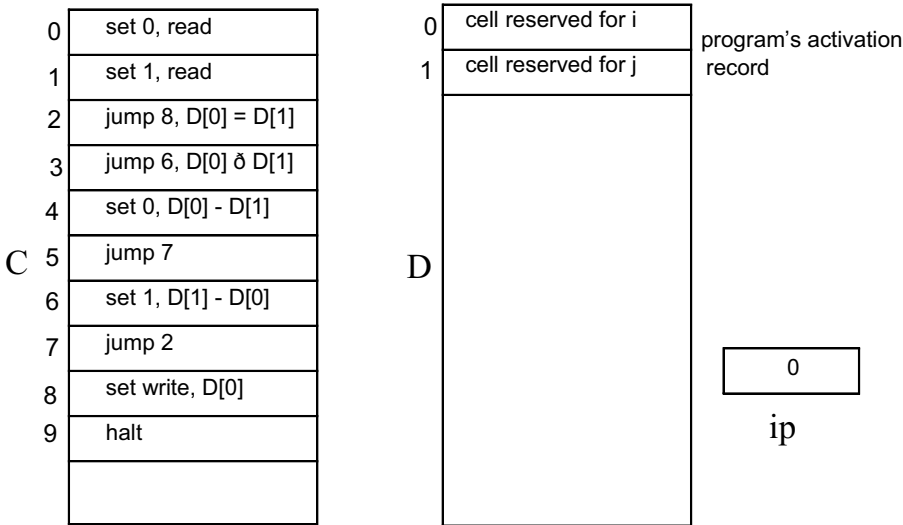 0 set 0, read
1 set 1, read
2 jump 8, D[0] = D[1]
3 jump 6, D[0] ð D[1]
4 set 0, D[0] - D[1]
5 jump 7
6 set 1, D[1] - D[0]
7 jump 2
8 set write, D[0]
9 halt
C
0 cell reserved for i
1 cell reserved for j
D
program's activation
record
0
ip